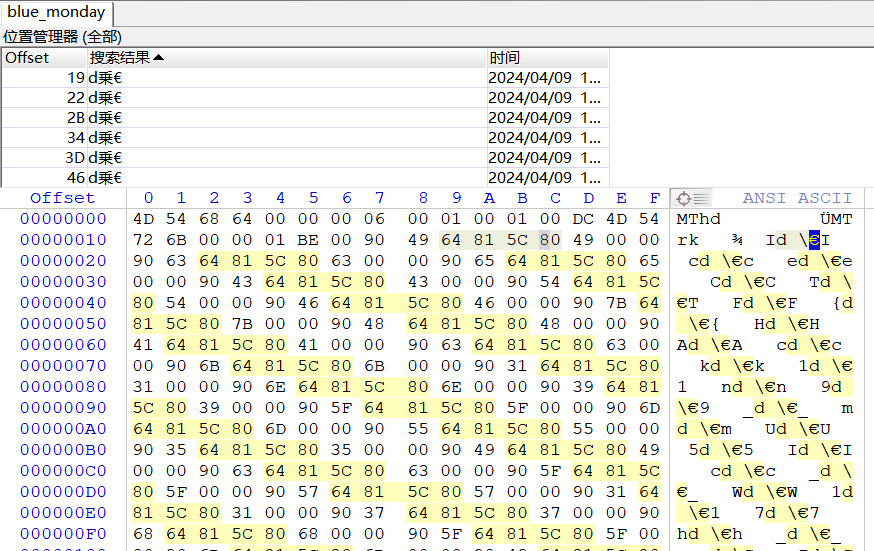 blue_monday
位置管理器 (全部)
Offset 搜索结果 时间
19 d乗€ 2024/04/09 1...
22 d乗€ 2024/04/09 1...
2B d乗€ 2024/04/09 1...
34 d乗€ 2024/04/09 1...
3D d乗€ 2024/04/09 1...
46 d乗€ 2024/04/09 1...
Offset 0 1 2 3 4 5 6 7 8 9 A B C D E F ANSI ASCII
00000000 4D 54 68 64 00 00 00 06 00 01 00 01 00 DC 4D 54 MThd ÜMT
00000010 72 6B 00 00 01 BE 00 90 49 64 81 5C 80 49 00 00 rk ¾ Id \€I
00000020 90 63 64 81 5C 80 63 00 00 90 65 64 81 5C 80 65 cd \€c ed \€e
00000030 00 00 90 43 64 81 5C 80 43 00 00 90 54 64 81 5C Cd \€C Td \
00000040 80 54 00 00 90 46 64 81 5C 80 46 00 00 90 7B 64 €T Fd \€F {d
00000050 81 5C 80 7B 00 00 90 48 64 81 5C 80 48 00 00 90 \€{ Hd \€H
00000060 41 64 81 5C 80 41 00 00 90 63 64 81 5C 80 63 00 Ad \€A cd \€c
00000070 00 90 6B 64 81 5C 80 6B 00 00 90 31 64 81 5C 80 kd \€k 1d \€
00000080 31 00 00 90 6E 64 81 5C 80 6E 00 00 90 39 64 81 1 nd \€n 9d
00000090 5C 80 39 00 00 90 5F 64 81 5C 80 5F 00 00 90 6D \€9 _d \€_ m
000000A0 64 81 5C 80 6D 00 00 90 55 64 81 5C 80 55 00 00 d \€m Ud \€U
000000B0 90 35 64 81 5C 80 35 00 00 90 49 64 81 5C 80 49 5d \€5 Id \€I
000000C0 00 00 90 63 64 81 5C 80 63 00 00 90 5F 64 81 5C cd \€c _d \
000000D0 80 5F 00 00 90 57 64 81 5C 80 57 00 00 90 31 64 €_ Wd \€W 1d
000000E0 81 5C 80 31 00 00 90 37 64 81 5C 80 37 00 00 90 \€1 7d \€7
000000F0 68 64 81 5C 80 68 00 00 90 5F 64 81 5C 80 5F 00 hd \€h _d \€_